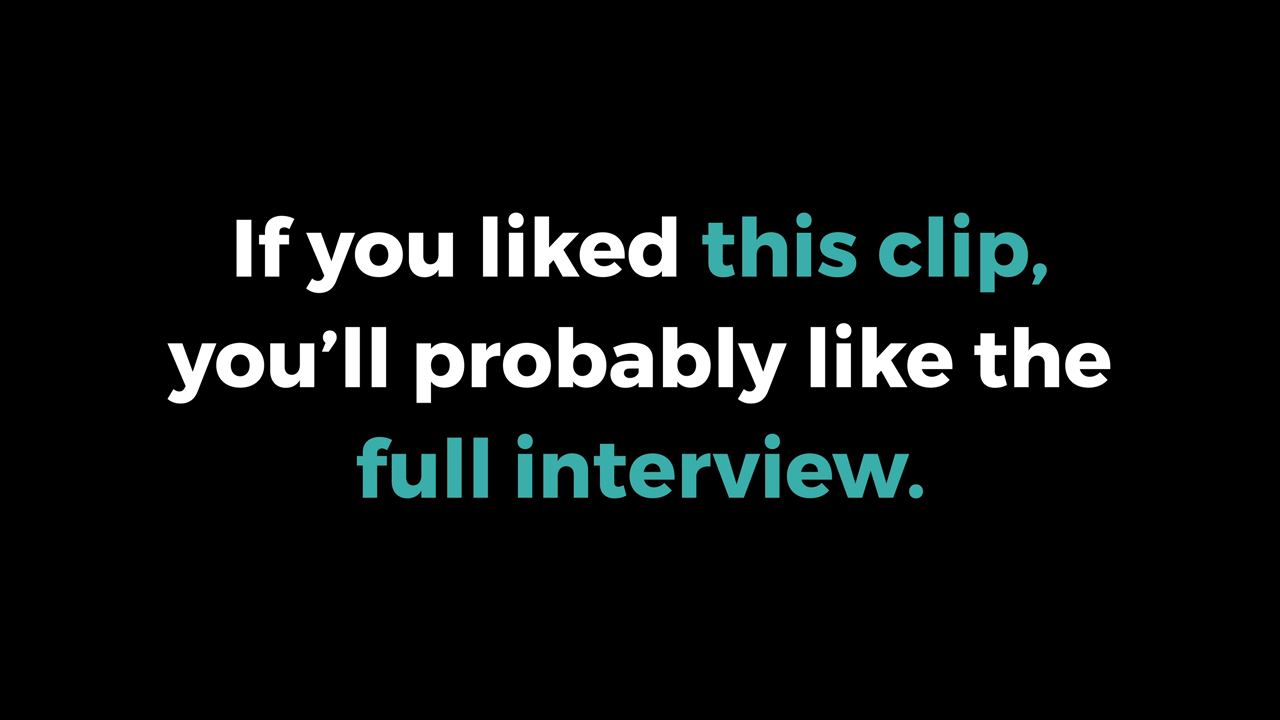 If you liked this clip,
you’ll probably like the
full interview.